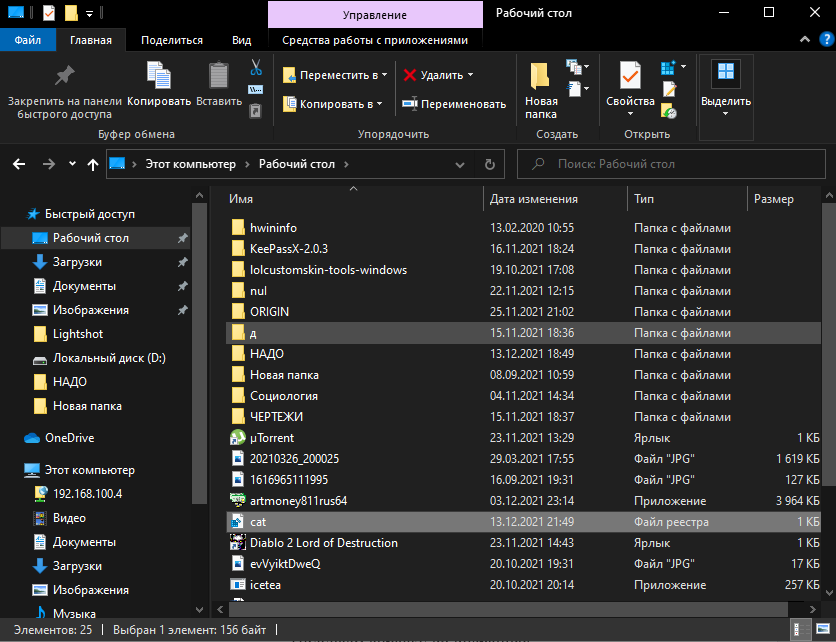 Управление
Рабочий стол
Файл
Главная
Поделиться
Вид
Средства работы с приложениями
Закрепить на панели быстрого доступа
Копировать
Вставить
Переместить в
Копировать в
Удалить
Переименовать
Новая папка
Свойства
Выделить
Буфер обмена
Упорядочить
Создать
Открыть
Этот компьютер
Рабочий стол
Поиск: Рабочий стол
Быстрый доступ
Рабочий стол
Загрузки
Документы
Изображения
Lightshot
Локальный диск (D:)
НАДО
Новая папка
OneDrive
Этот компьютер
192.168.100.4
Видео
Документы
Загрузки
Изображения
Музыка
Имя Дата изменения Тип Размер
hwininfo 13.02.2020 10:55 Папка с файлами
KeePassX-2.0.3 16.11.2021 18:24 Папка с файлами
lolcustomskin-tools-windows 19.10.2021 17:08 Папка с файлами
nul 22.11.2021 12:15 Папка с файлами
ORIGIN 25.11.2021 21:02 Папка с файлами
д 15.11.2021 18:36 Папка с файлами
НАДО 13.12.2021 18:49 Папка с файлами
Новая папка 08.09.2021 10:59 Папка с файлами
Социология 04.11.2021 14:34 Папка с файлами
ЧЕРТЕЖИ 15.11.2021 18:37 Папка с файлами
µTorrent 23.11.2021 13:29 Ярлык 1 КБ
20210326_200025 29.03.2021 17:55 Файл "JPG" 1 619 КБ
1616965111995 16.09.2021 19:31 Файл "JPG" 127 КБ
artmoney811rus64 03.12.2021 23:14 Приложение 3 964 КБ
cat 13.12.2021 21:49 Файл реестра 1 КБ
Diablo 2 Lord of Destruction 23.11.2021 14:43 Ярлык 1 КБ
evVyiktDweQ 20.10.2021 19:31 Файл "JPG" 17 КБ
icetea 20.10.2021 20:14 Приложение 257 КБ
Элементов: 25
Выбран 1 элемент: 156 байт